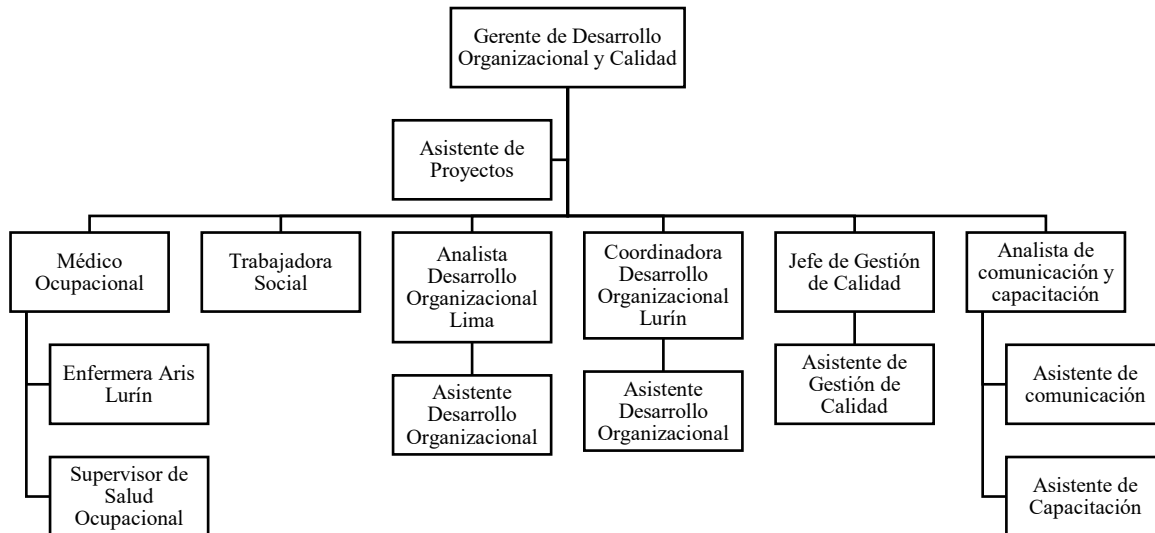 Gerente de Desarrollo
Organizacional y Calidad
Asistente de
Proyectos
Médico
Ocupacional
Trabajadora
Social
Analista
Desarrollo
Organizacional
Lima
Coordinadora
Desarrollo
Organizacional
Lurín
Jefe de Gestión
de Calidad
Analista de
comunicación y
capacitación
Enfermera Aris
Lurín
Supervisor de
Salud
Ocupacional
Asistente
Desarrollo
Organizacional
Asistente
Desarrollo
Organizacional
Asistente de
Gestión de
Calidad
Asistente de
comunicación
Asistente de
Capacitación